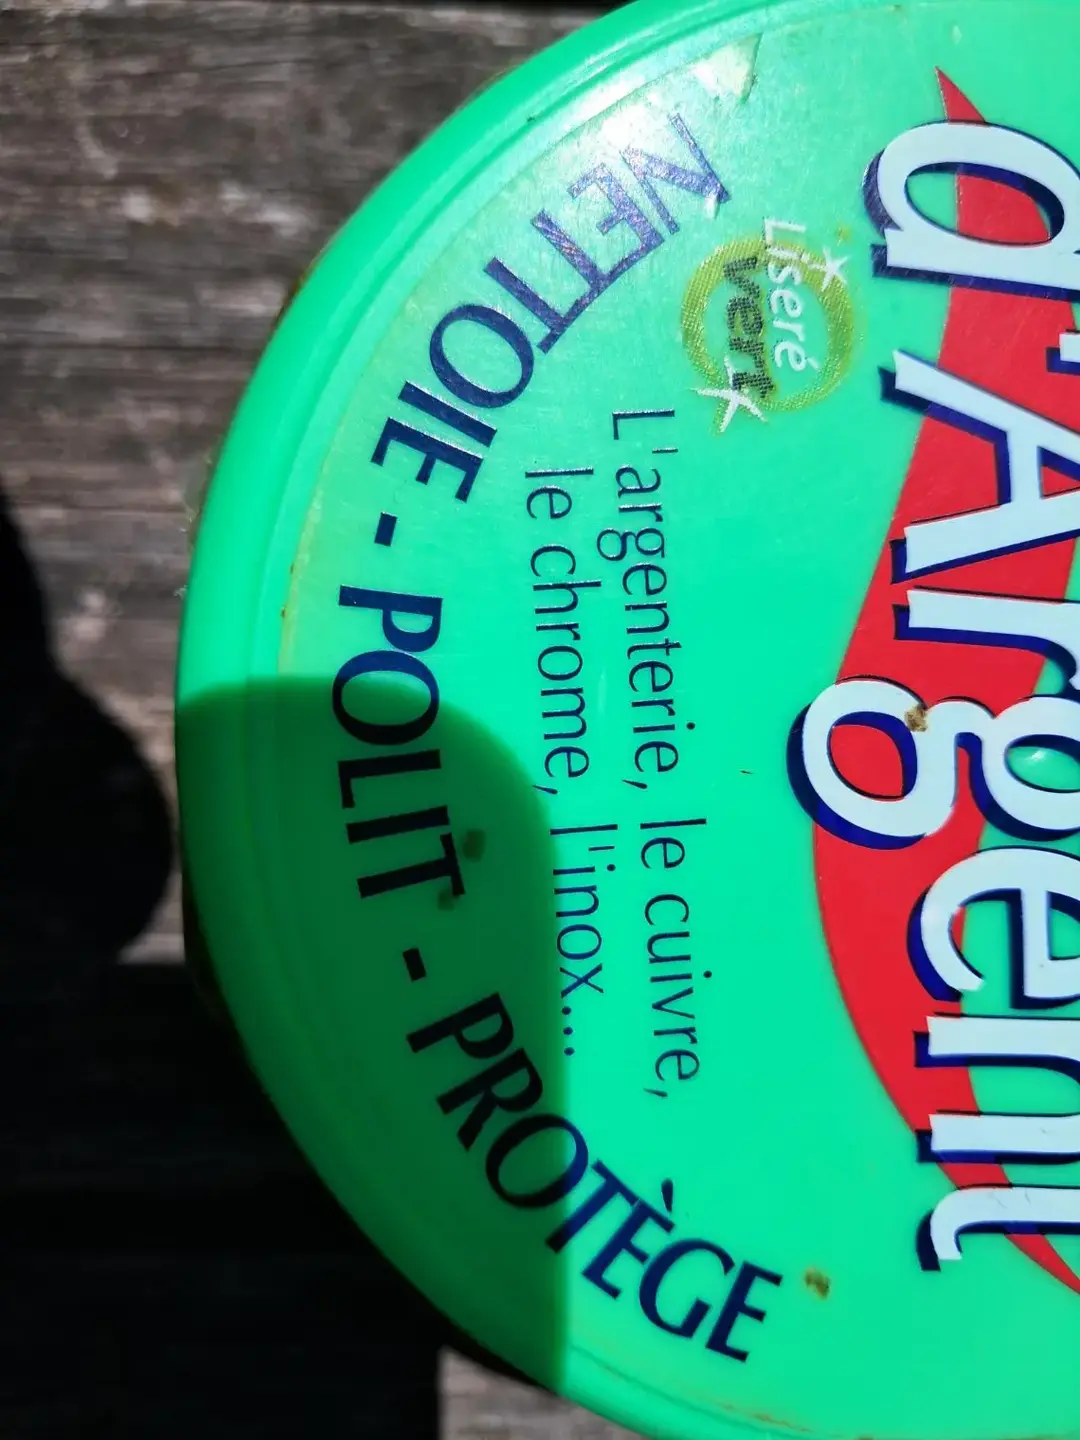 d'Argent
Liseré
vert
L'argenterie, le cuivre,
le chrome, l'inox...
NETTOIE - POLIT - PROTÈGE